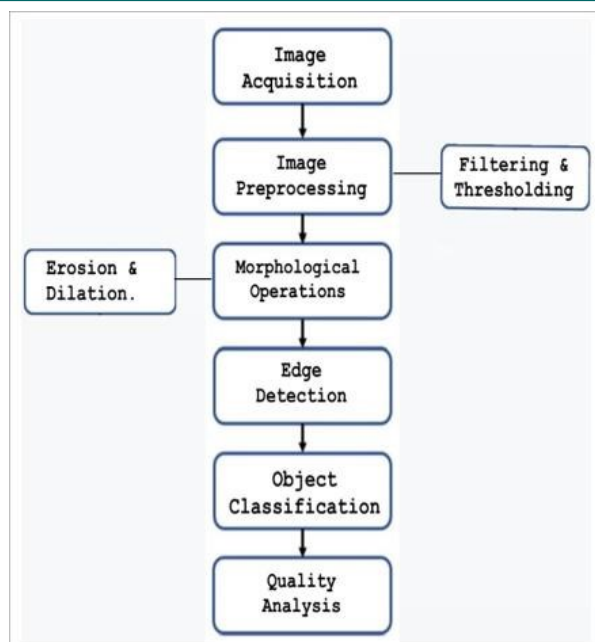 Image
Acquisition
Image
Preprocessing
Filtering &
Thresholding
Erosion &
Dilation.
Morphological
Operations
Edge
Detection
Object
Classification
Quality
Analysis